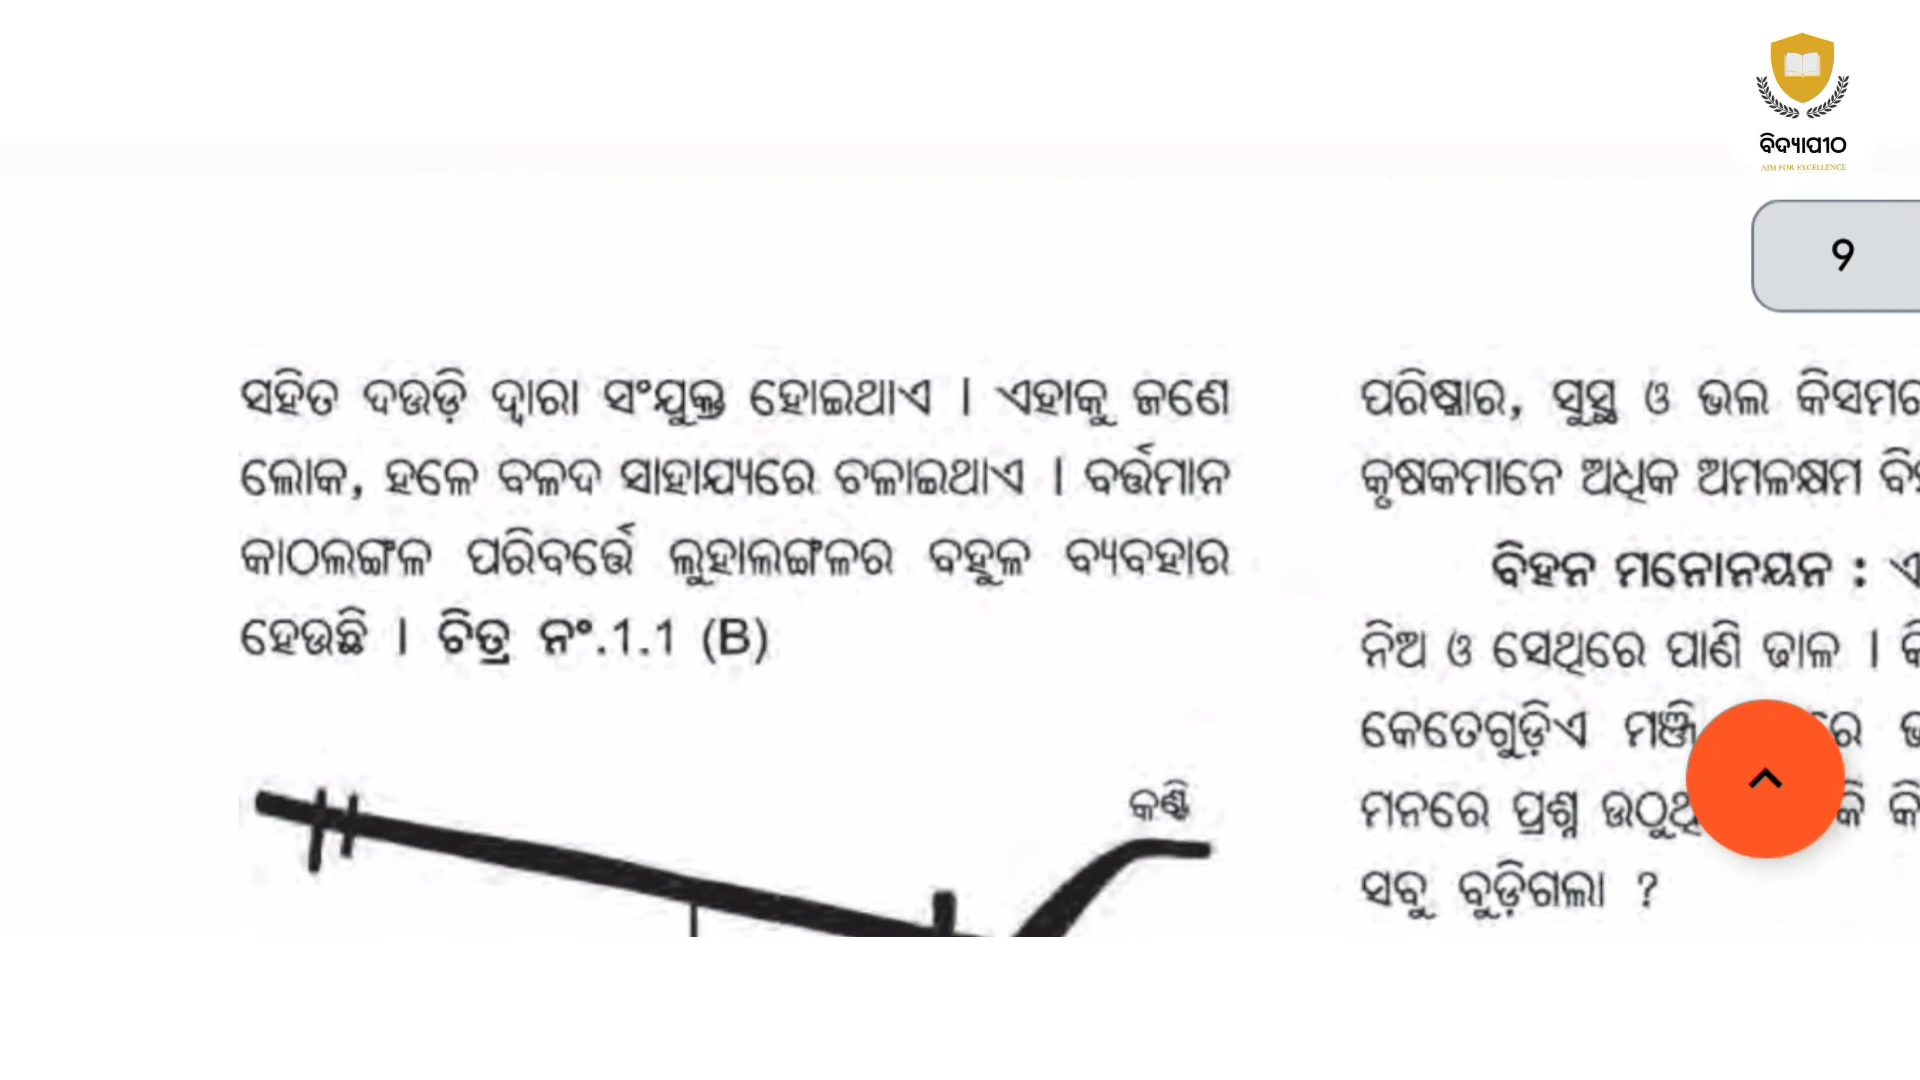 ବିଦ୍ୟାପୀଠ
AIM FOR EXCELLENCE
୨
ସହିତ ଦଉଡ଼ି ଦ୍ୱାରା ସଂଯୁକ୍ତ ହୋଇଥାଏ । ଏହାକୁ ଜଣେ
ଲୋକ, ହଳେ ବଳଦ ସାହାଯ୍ୟରେ ଚଳାଇଥାଏ । ବର୍ତ୍ତମାନ
କାଠଲଙ୍ଗଳ ପରିବର୍ତ୍ତେ ଲୁହାଲଙ୍ଗଳର ବହୁଳ ବ୍ୟବହାର
ହେଉଛି । ଚିତ୍ର ନଂ.1.1 (B)
କଣ୍ଟି
ପରିଷ୍କାର, ସୁସ୍ଥ ଓ ଭଲ
କୃଷକମାନେ ଅଧିକ ଅମଳକ୍ଷମ
ବିହନ ମନୋନୟନ :
ନିଅ ଓ ସେଥିରେ ପାଣି ଢାଳ ।
କେତେଗୁଡ଼ିଏ ମଞ୍ଜି
ମନରେ ପ୍ରଶ୍ନ
ସବୁ ବୁଡ଼ିଗଲା ?